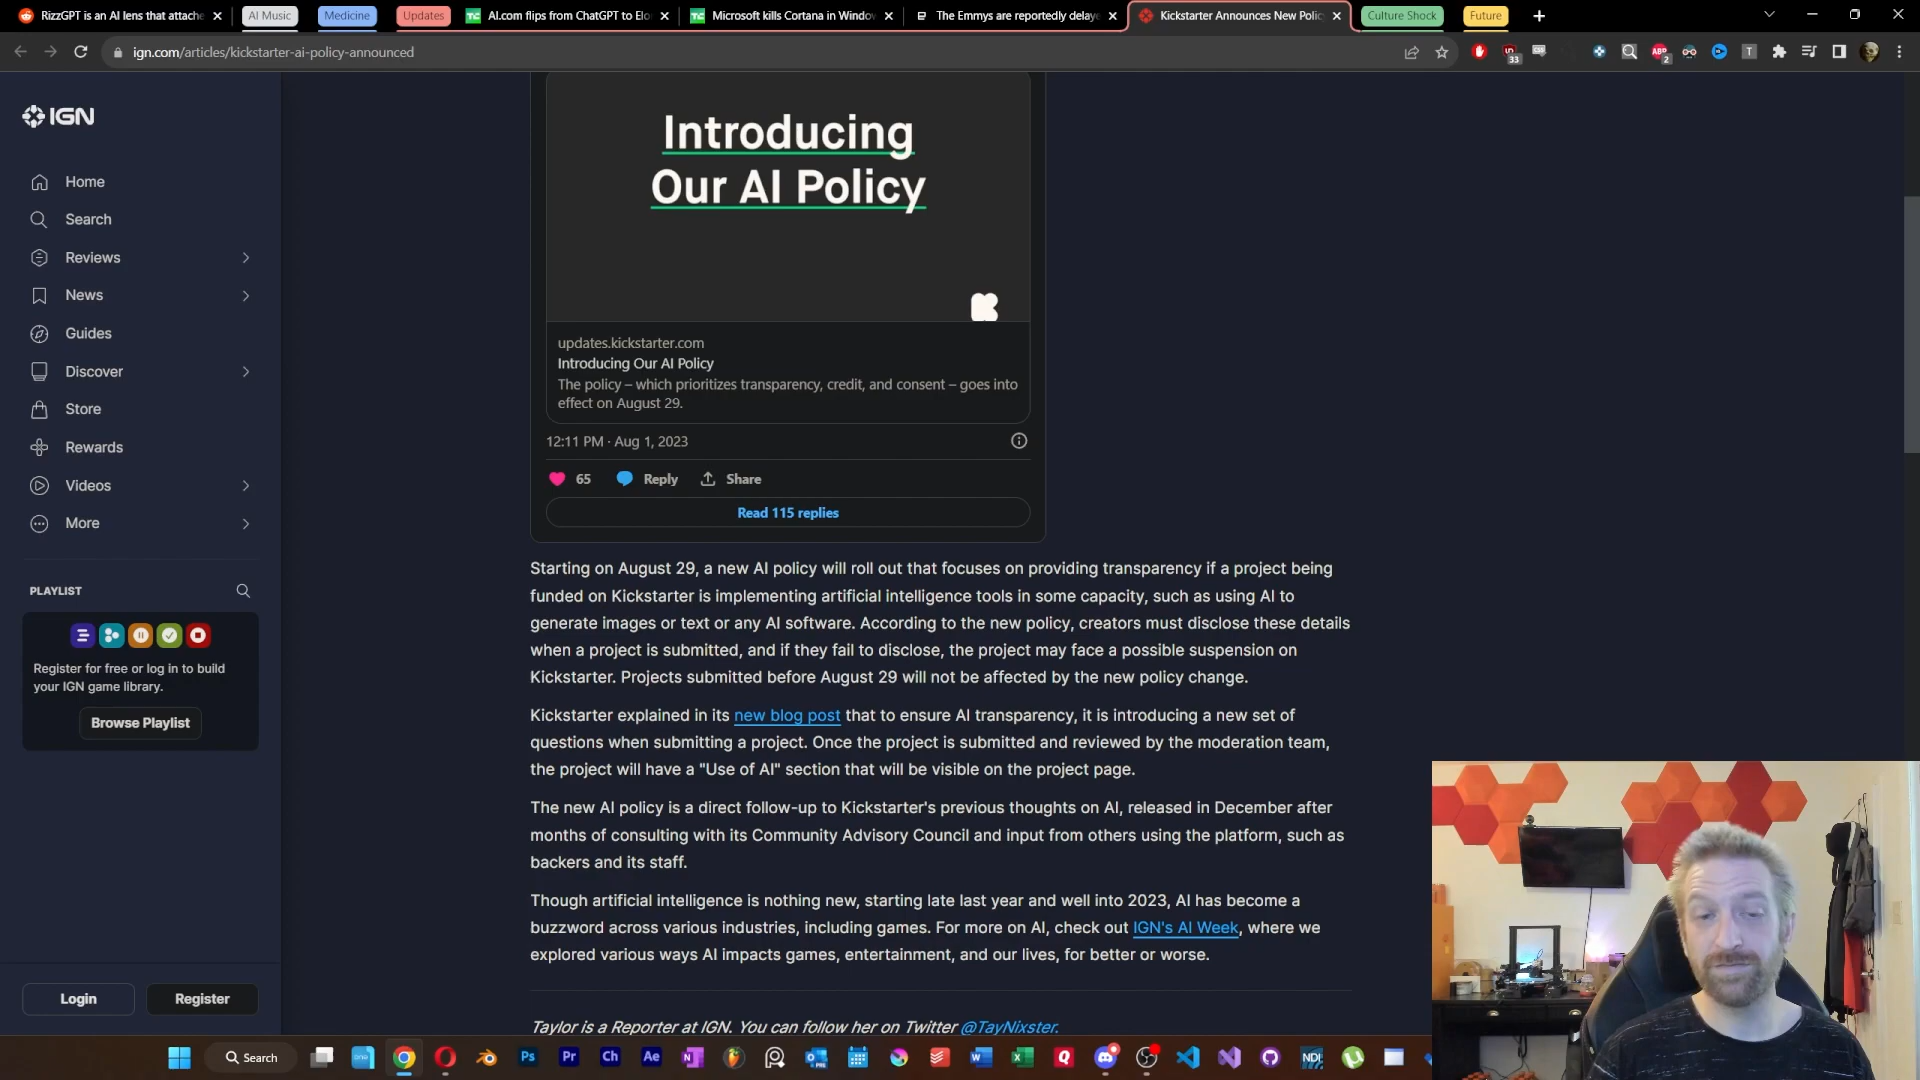 RizzGPT is an AI lens that attache
AI Music
Medicine
Updates
AI.com flips from ChatGPT to Elo
Microsoft kills Cortana in Window
The Emmys are reportedly delaye
Kickstarter Announces New Polic
Culture Shock
Future
ign.com/articles/kickstarter-ai-policy-announced
33
ABP
2
T
IGN
Home
Search
Reviews
News
Guides
Discover
Store
Rewards
Videos
More
PLAYLIST
Register for free or log in to build
your IGN game library.
Browse Playlist
Login
Register
Introducing
Our AI Policy
updates.kickstarter.com
Introducing Our AI Policy
The policy – which prioritizes transparency, credit, and consent – goes into
effect on August 29.
12:11 PM · Aug 1, 2023
65
Reply
Share
Read 115 replies
Starting on August 29, a new AI policy will roll out that focuses on providing transparency if a project being
funded on Kickstarter is implementing artificial intelligence tools in some capacity, such as using AI to
generate images or text or any AI software. According to the new policy, creators must disclose these details
when a project is submitted, and if they fail to disclose, the project may face a possible suspension on
Kickstarter. Projects submitted before August 29 will not be affected by the new policy change.
Kickstarter explained in its new blog post that to ensure AI transparency, it is introducing a new set of
questions when submitting a project. Once the project is submitted and reviewed by the moderation team,
the project will have a "Use of AI" section that will be visible on the project page.
The new AI policy is a direct follow-up to Kickstarter's previous thoughts on AI, released in December after
months of consulting with its Community Advisory Council and input from others using the platform, such as
backers and its staff.
Though artificial intelligence is nothing new, starting late last year and well into 2023, AI has become a
buzzword across various industries, including games. For more on AI, check out IGN's AI Week, where we
explored various ways AI impacts games, entertainment, and our lives, for better or worse.
Taylor is a Reporter at IGN. You can follow her on Twitter @TayNixster.
Search
Ps
Pr
Ch
Ae
NDI